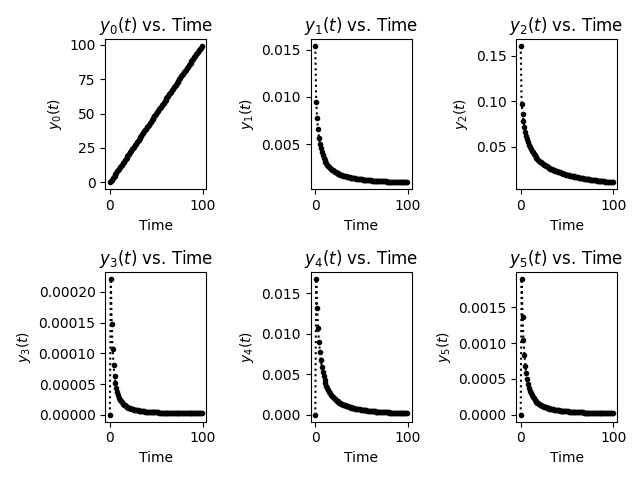 y₀(t) vs. Time
y₁(t) vs. Time
y₂(t) vs. Time
100
75
50
25
0
y₀(t)
0
100
Time
0.015
0.010
0.005
y₁(t)
0
100
Time
0.15
0.10
0.05
y₂(t)
0
100
Time
y₃(t) vs. Time
y₄(t) vs. Time
y₅(t) vs. Time
0.00020
0.00015
0.00010
0.00005
0.00000
y₃(t)
0
100
Time
0.015
0.010
0.005
0.000
y₄(t)
0
100
Time
0.0015
0.0010
0.0005
0.0000
y₅(t)
0
100
Time